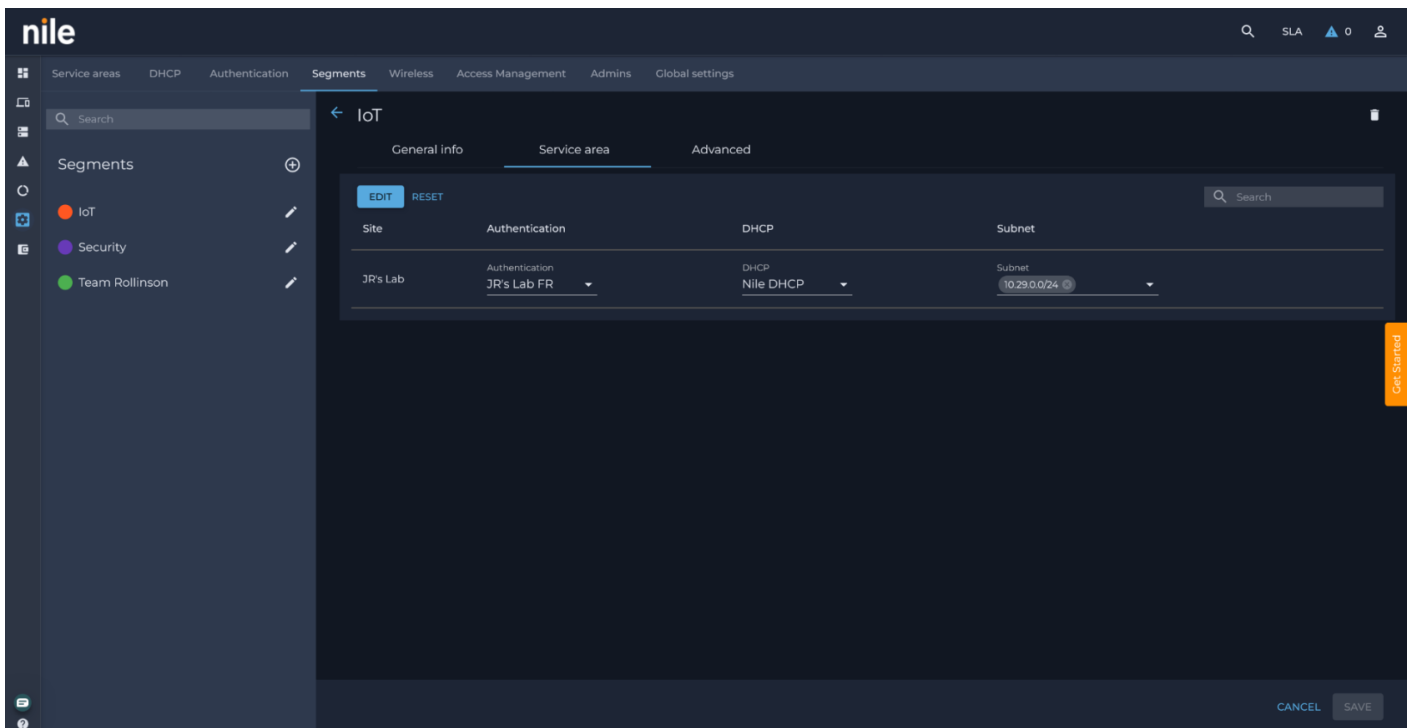 nile
SLA 0
Service areas DHCP Authentication Segments Wireless Access Management Admins Global settings
Search
Segments
IoT
Security
Team Rollinson
IoT
General info Service area Advanced
EDIT RESET Search
Site Authentication DHCP Subnet
Authentication DHCP Subnet
JR's Lab JR's Lab FR Nile DHCP 10.29.0.0/24
Get Started
CANCEL SAVE